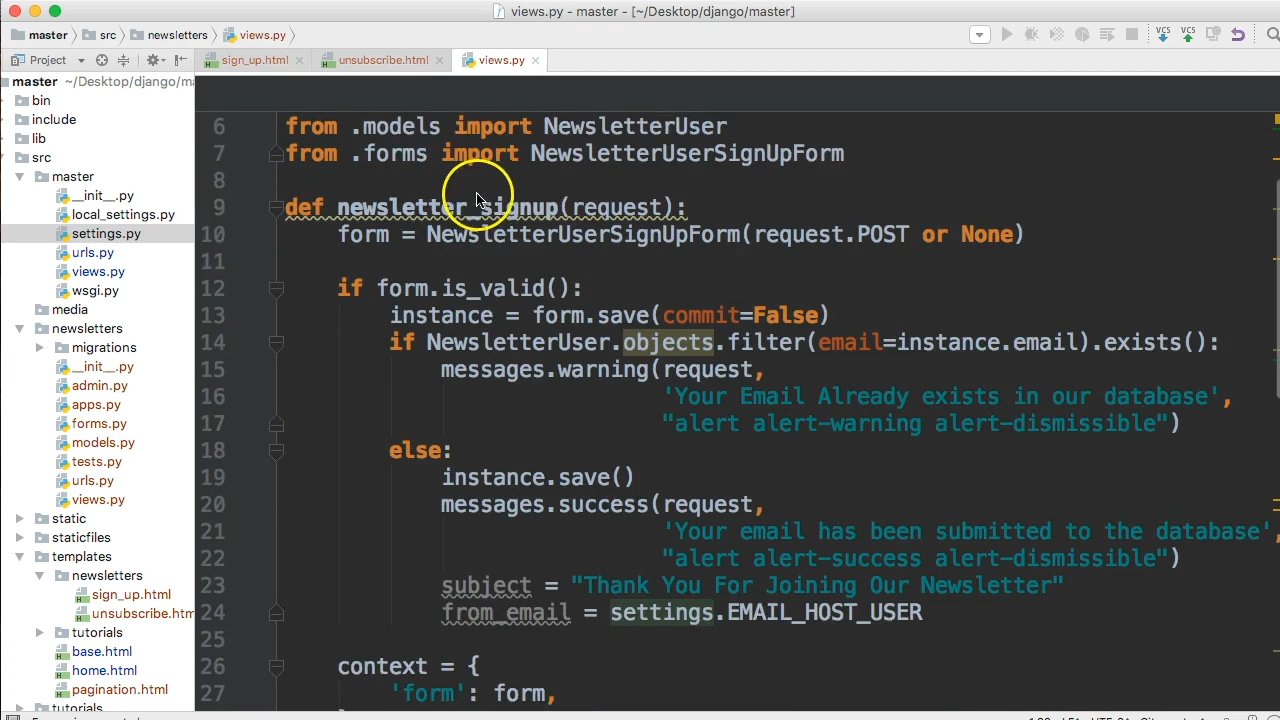 views.py - master - [~/Desktop/django/master]
master src newsletters views.py
VCS VCS
Project sign_up.html unsubscribe.html views.py
master ~/Desktop/django/ma
bin
include
lib
src
master
__init__.py
local_settings.py
settings.py
urls.py
views.py
wsgi.py
media
newsletters
migrations
__init__.py
admin.py
apps.py
forms.py
models.py
tests.py
urls.py
views.py
static
staticfiles
templates
newsletters
sign_up.html
unsubscribe.htm
tutorials
base.html
home.html
pagination.html
tutorials
6 from .models import NewsletterUser
7 from .forms import NewsletterUserSignUpForm
8
9 def newsletter_signup(request):
10 form = NewsletterUserSignUpForm(request.POST or None)
11
12 if form.is_valid():
13 instance = form.save(commit=False)
14 if NewsletterUser.objects.filter(email=instance.email).exists():
15 messages.warning(request,
16 'Your Email Already exists in our database',
17 "alert alert-warning alert-dismissible")
18 else:
19 instance.save()
20 messages.success(request,
21 'Your email has been submitted to the database',
22 "alert alert-success alert-dismissible")
23 subject = "Thank You For Joining Our Newsletter"
24 from_email = settings.EMAIL_HOST_USER
25
26 context = {
27 'form': form,